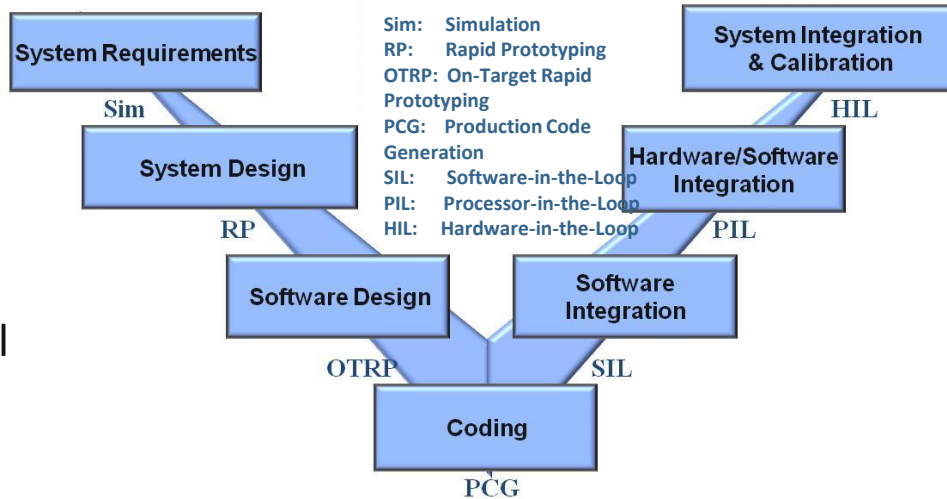 System Requirements
Sim
System Design
RP
Software Design
OTRP
Coding
PCG
Sim: Simulation
RP: Rapid Prototyping
OTRP: On-Target Rapid
Prototyping
PCG: Production Code
Generation
SIL: Software-in-the-Loop
PIL: Processor-in-the-Loop
HIL: Hardware-in-the-Loop
System Integration
& Calibration
HIL
Hardware/Software
Integration
PIL
Software
Integration
SIL